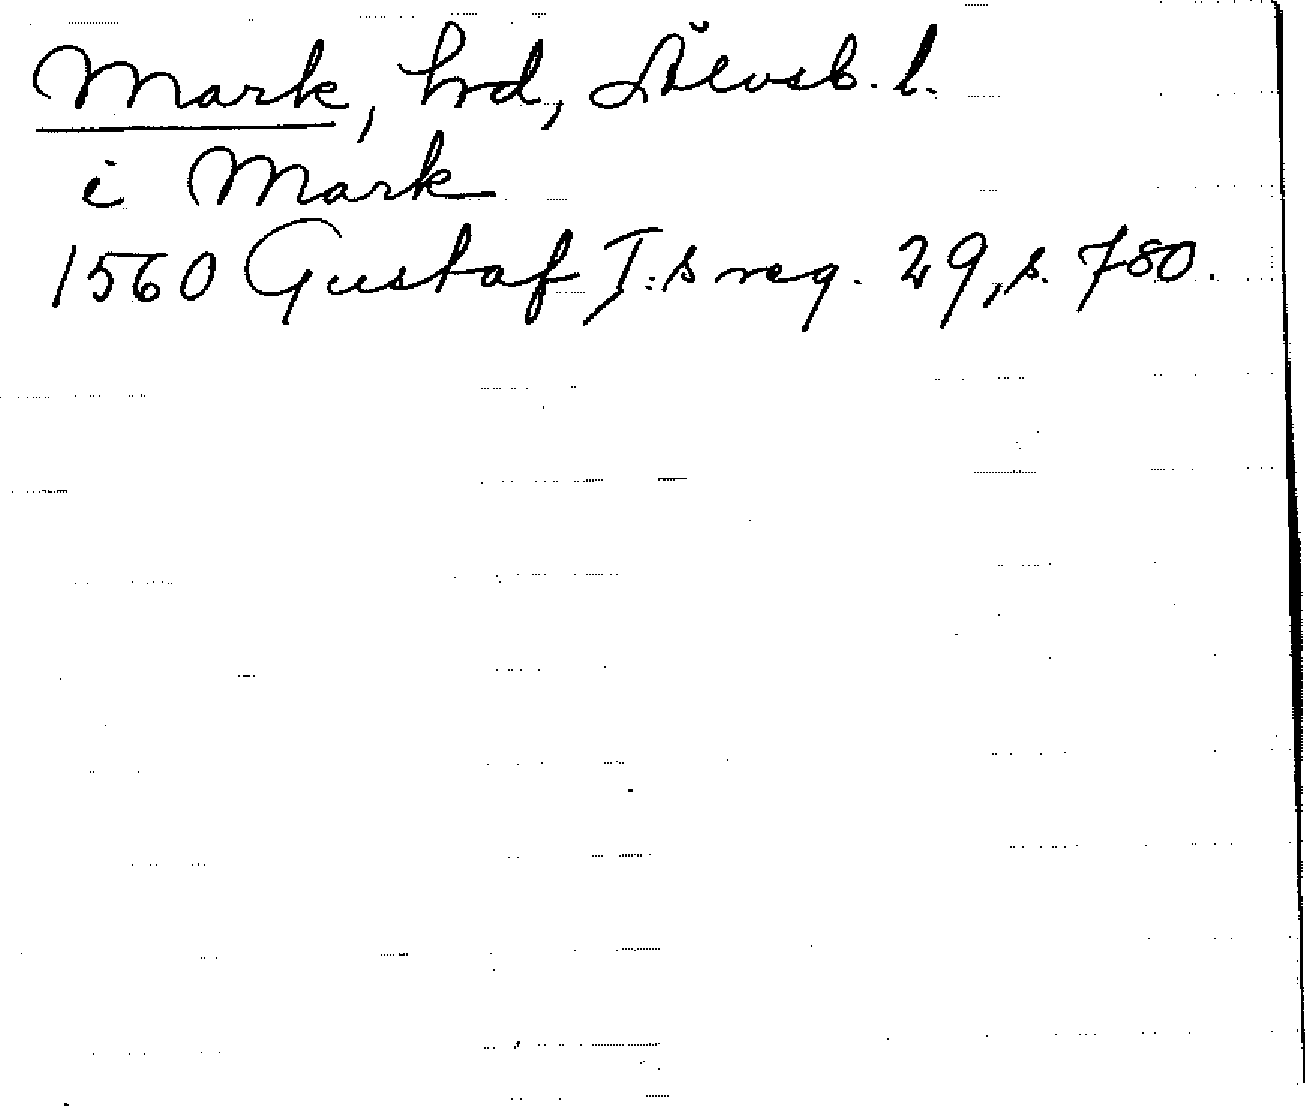 Mark, hd, Älvsb. l.
i Mark
1560 Gustaf I:s reg. 29, s. 780.